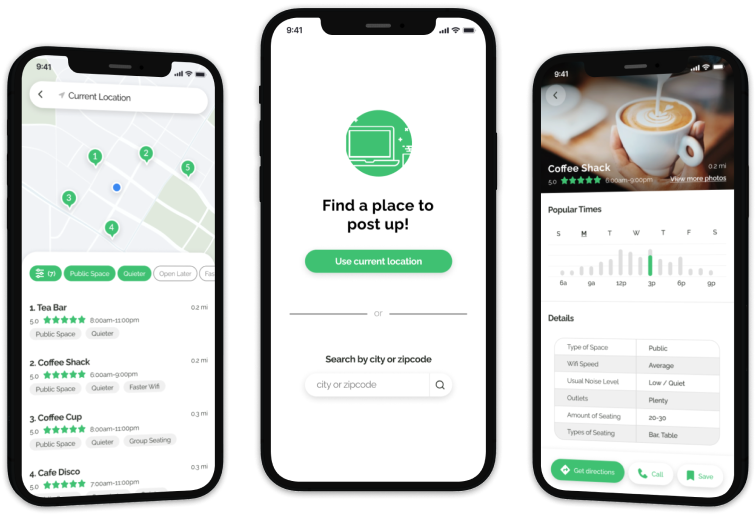 9:41
Current Location
1
2
5
3
4
(7)
Public Space
Quieter
Open Later
Fas
1. Tea Bar
0.2 mi
5.0
8:00am-11:00pm
Public Space
Quieter
2. Coffee Shack
0.2 mi
5.0
6:00am-9:00pm
Public Space
Quieter
Faster Wifi
3. Coffee Cup
0.3 mi
5.0
8:00am-11:00pm
Public Space
Quieter
Group Seating
4. Cafe Disco
0.3 mi
5.0
7:00am-11:00pm
9:41
Find a place to
post up!
Use current location
or
Search by city or zipcode
city or zipcode
9:41
Coffee Shack
0.2 mi
5.0
6:00am-9:00pm
View more photos
Popular Times
S M T W T F S
6a 9a 12p 3p 6p 9p
Details
Type of Space Public
Wifi Speed Average
Usual Noise Level Low / Quiet
Outlets Plenty
Amount of Seating 20-30
Types of Seating Bar, Table
Get directions
Call
Save